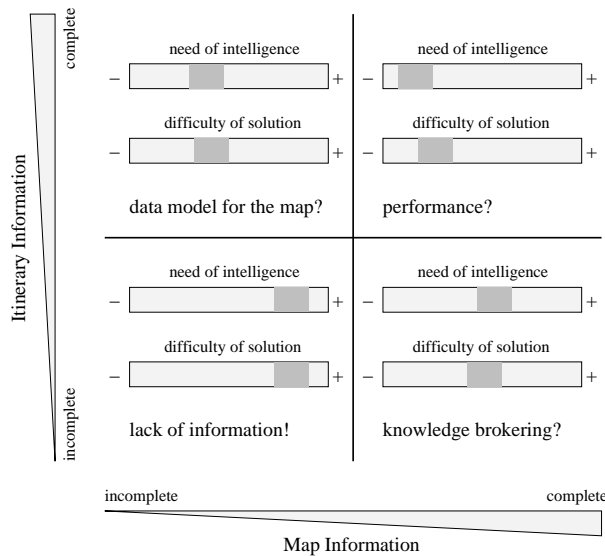 complete
Itinerary Information
incomplete
need of intelligence
− +
difficulty of solution
− +
data model for the map?
need of intelligence
− +
difficulty of solution
− +
performance?
need of intelligence
− +
difficulty of solution
− +
lack of information!
need of intelligence
− +
difficulty of solution
− +
knowledge brokering?
incomplete complete
Map Information